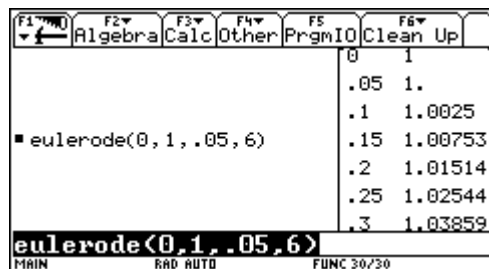 F1 F2 F3 F4 F5 F6
Algebra Calc Other PrgmIO Clean Up
0 1
.05 1.
.1 1.0025
▪ eulerode(0,1,.05,6) .15 1.00753
.2 1.01514
.25 1.02544
.3 1.03859
eulerode(0,1,.05,6)
MAIN RAD AUTO FUNC 30/30